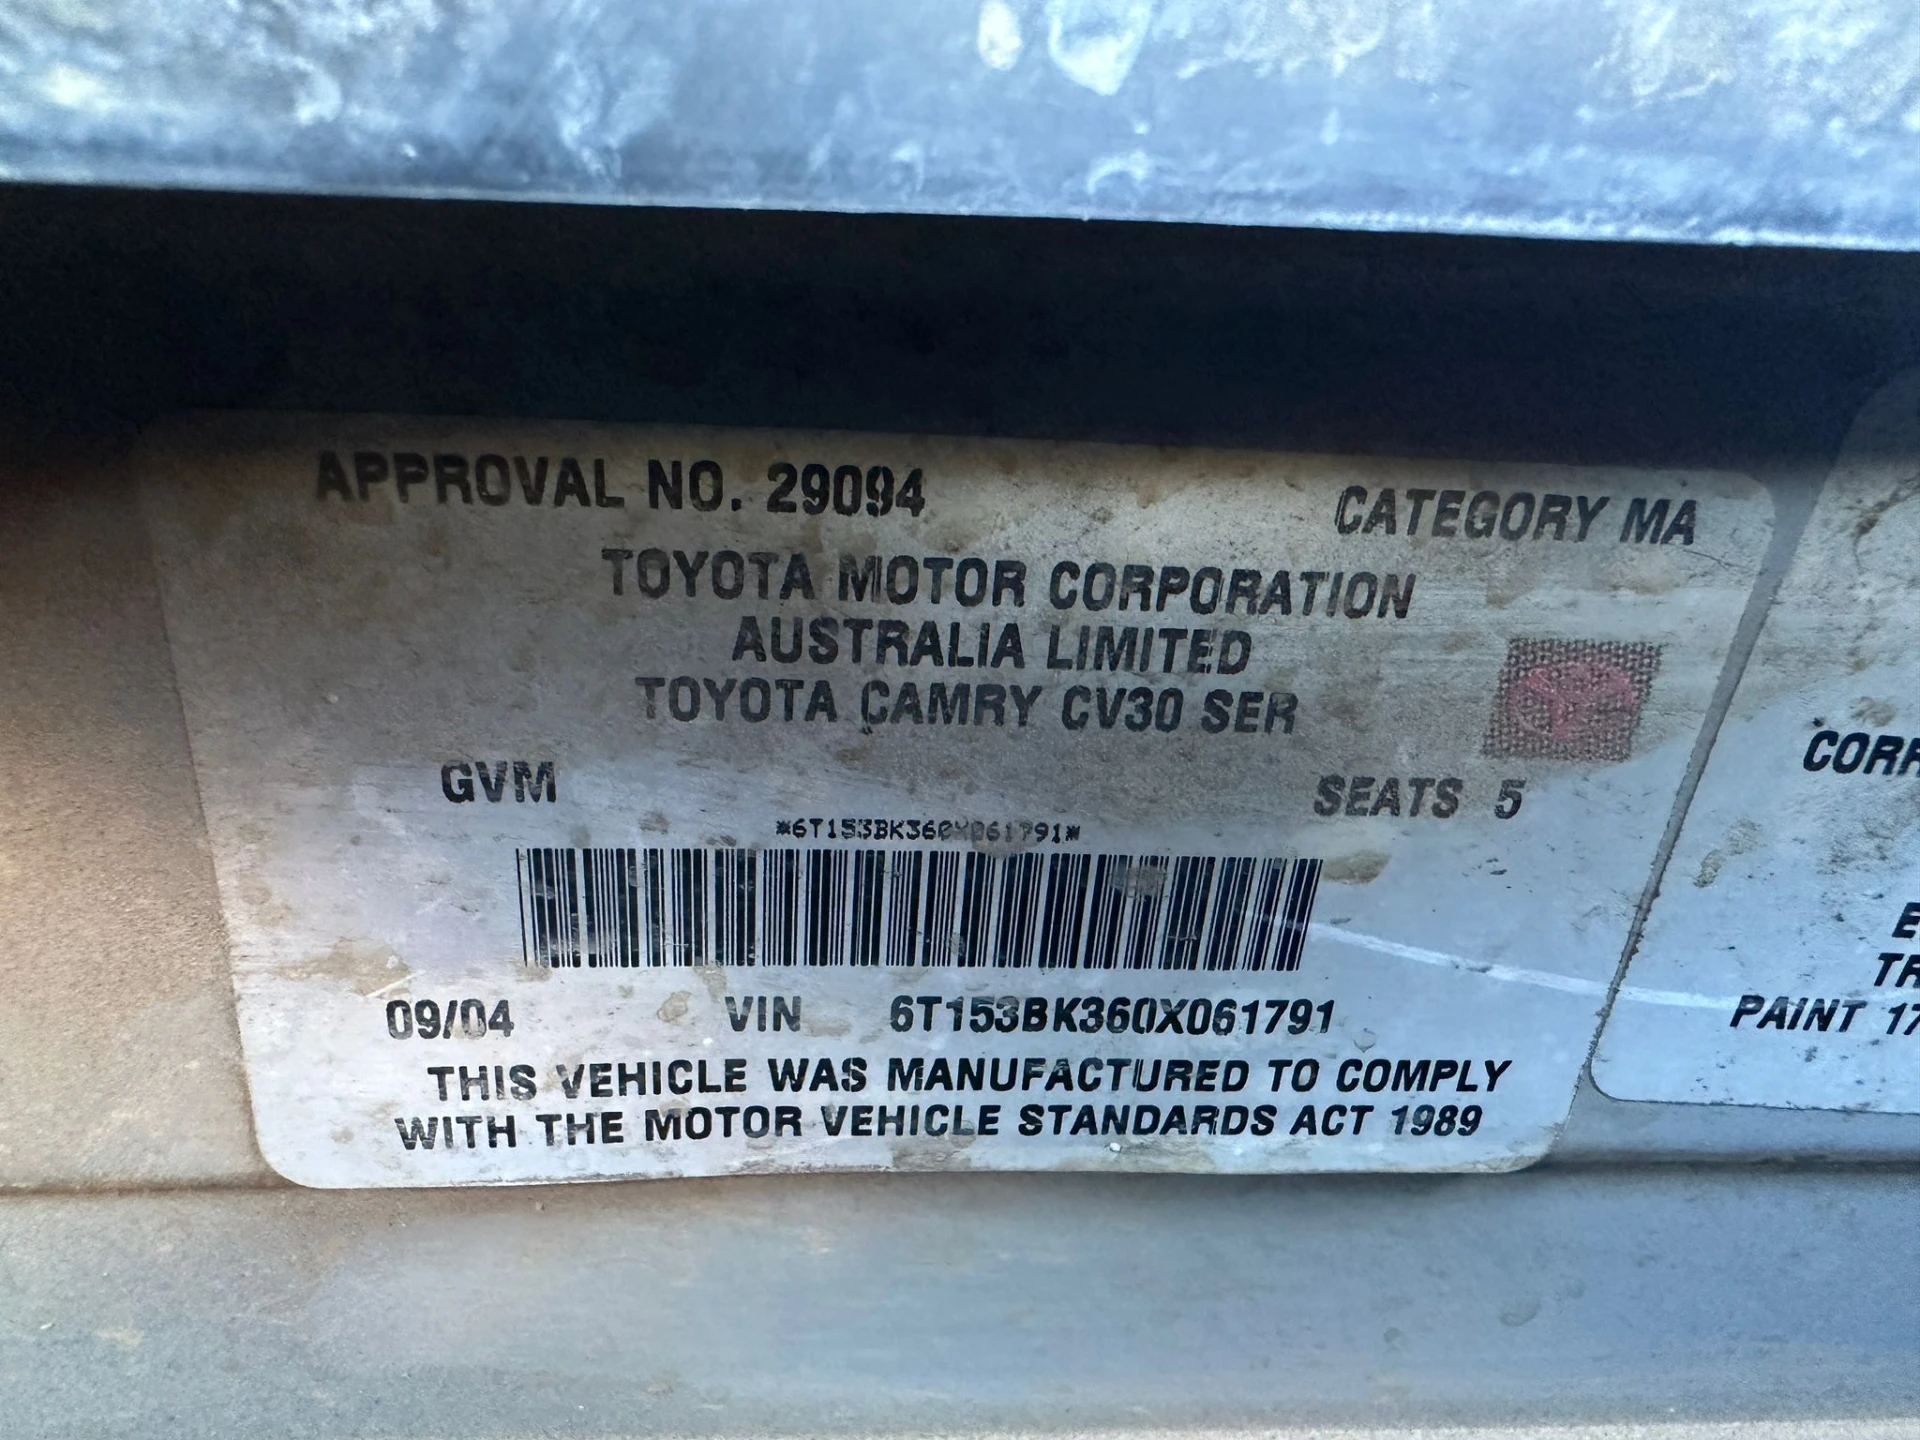 APPROVAL NO. 29094
CATEGORY MA
TOYOTA MOTOR CORPORATION
AUSTRALIA LIMITED
TOYOTA CAMRY CV30 SER
GVM
SEATS 5
*6T153BK360X061791*
09/04 VIN 6T153BK360X061791
THIS VEHICLE WAS MANUFACTURED TO COMPLY
WITH THE MOTOR VEHICLE STANDARDS ACT 1989
PAINT 17